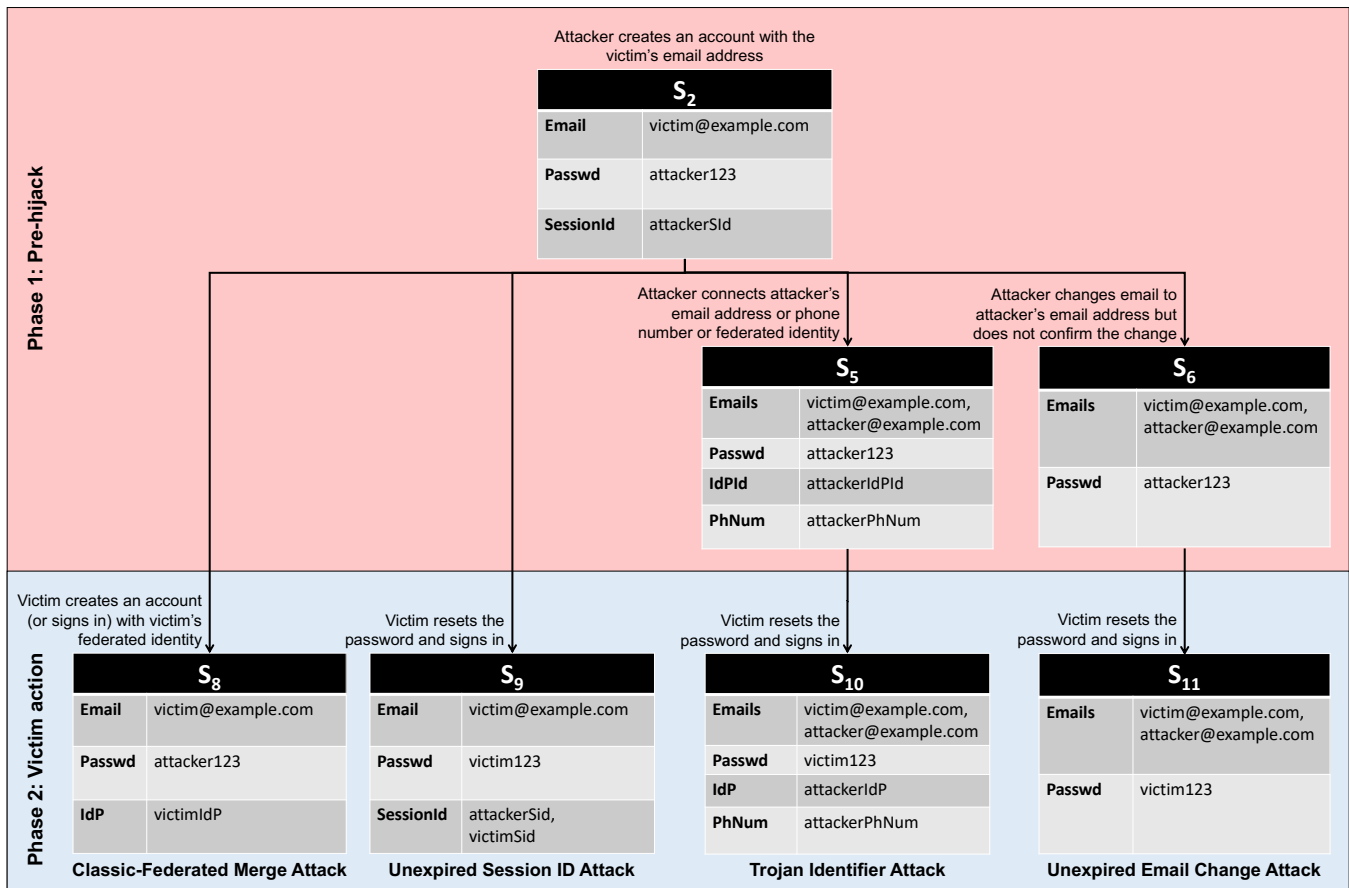 Phase 1: Pre-hijack
Attacker creates an account with the
victim's email address
S2
Email victim@example.com
Passwd attacker123
SessionId attackerSId
Attacker connects attacker's
email address or phone
number or federated identity
Attacker changes email to
attacker's email address but
does not confirm the change
S5
Emails victim@example.com,
attacker@example.com
Passwd attacker123
IdPId attackerIdPId
PhNum attackerPhNum
S6
Emails victim@example.com,
attacker@example.com
Passwd attacker123
Phase 2: Victim action
Victim creates an account
(or signs in) with victim's
federated identity
Victim resets the
password and signs in
Victim resets the
password and signs in
Victim resets the
password and signs in
S8
Email victim@example.com
Passwd attacker123
IdP victimIdP
Classic-Federated Merge Attack
S9
Email victim@example.com
Passwd victim123
SessionId attackerSid,
victimSid
Unexpired Session ID Attack
S10
Emails victim@example.com,
attacker@example.com
Passwd victim123
IdP attackerIdP
PhNum attackerPhNum
Trojan Identifier Attack
S11
Emails victim@example.com,
attacker@example.com
Passwd victim123
Unexpired Email Change Attack